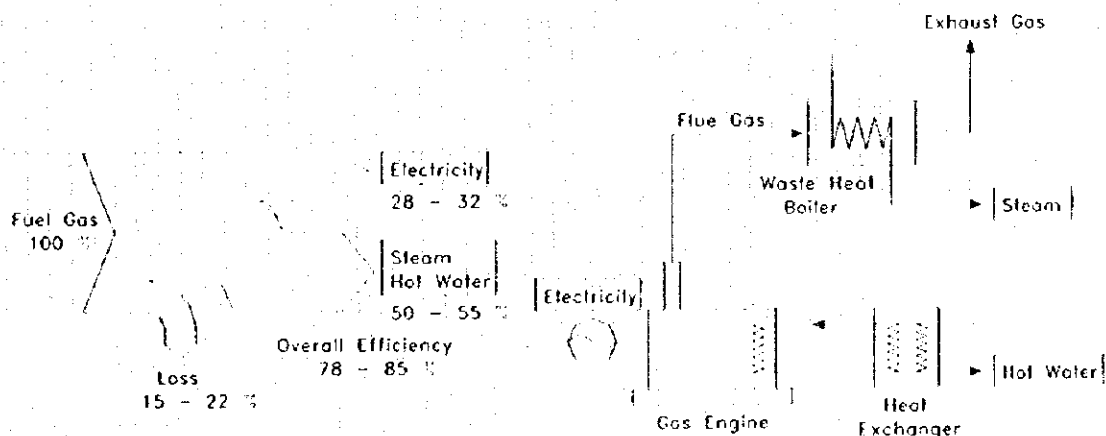 Exhaust Gas
Flue Gas
Waste Heat
Boiler
Steam
Fuel Gas
100 %
Electricity
28 - 32 %
Steam
Hot Water
50 - 55 %
Overall Efficiency
78 - 85 %
Loss
15 - 22 %
Electricity
Gas Engine
Heat
Exchanger
Hot Water